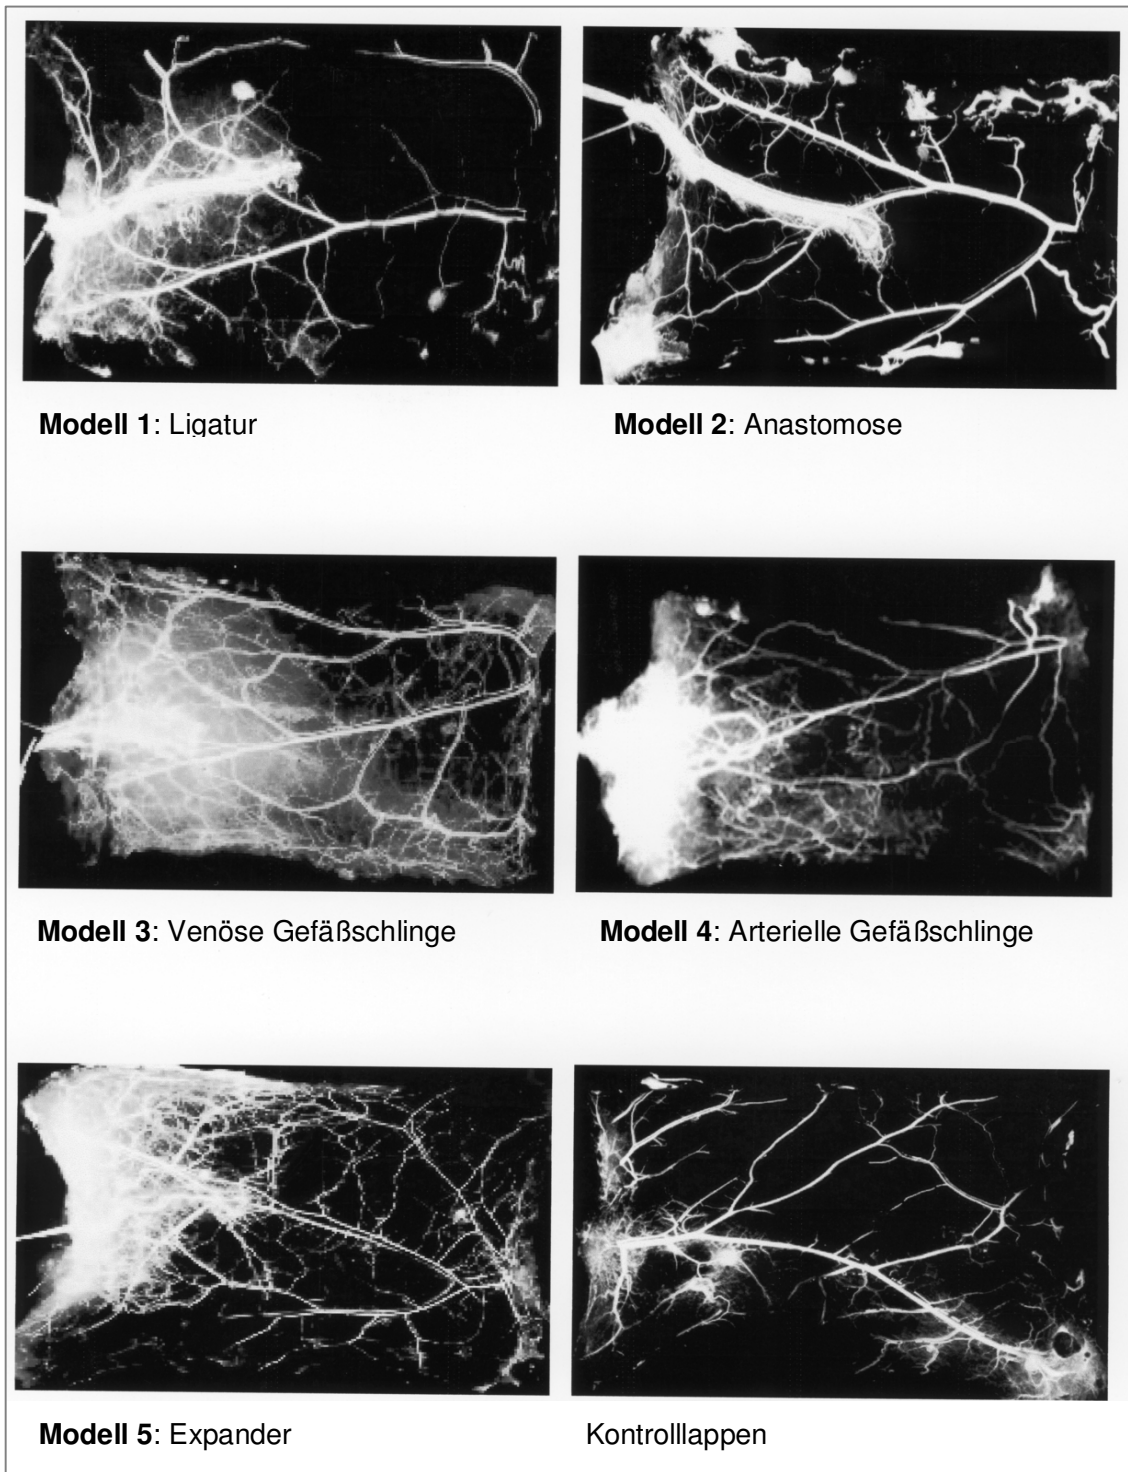 Modell 1: Ligatur
Modell 2: Anastomose
Modell 3: Venöse Gefäßschlinge
Modell 4: Arterielle Gefäßschlinge
Modell 5: Expander
Kontrolllappen